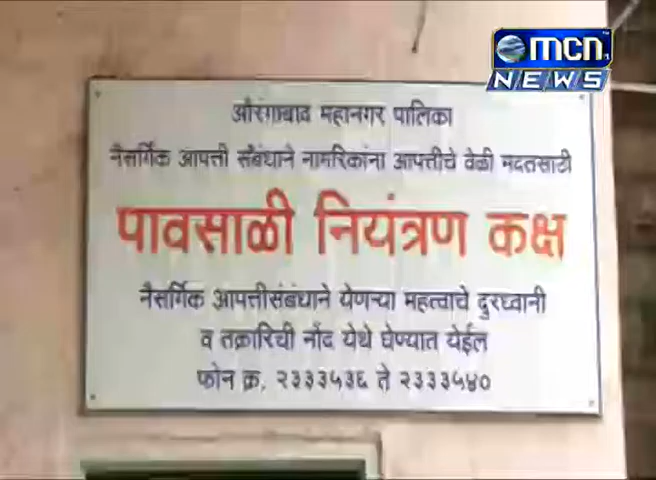 mcn
NEWS
औरंगाबाद महानगर पालिका
नैसर्गिक आपत्ती संबंधाने नागरिकांना आपत्तीचे वेळी मदतसाठी
पावसाळी नियंत्रण कक्ष
नैसर्गिक आपत्तीसंबंधाने येणऱ्या महत्वाचे दुरध्वानी
व तक्रारिची नोंद येथे घेण्यात येईल
फोन क्र. २३३३५३६ ते २३३३५४०